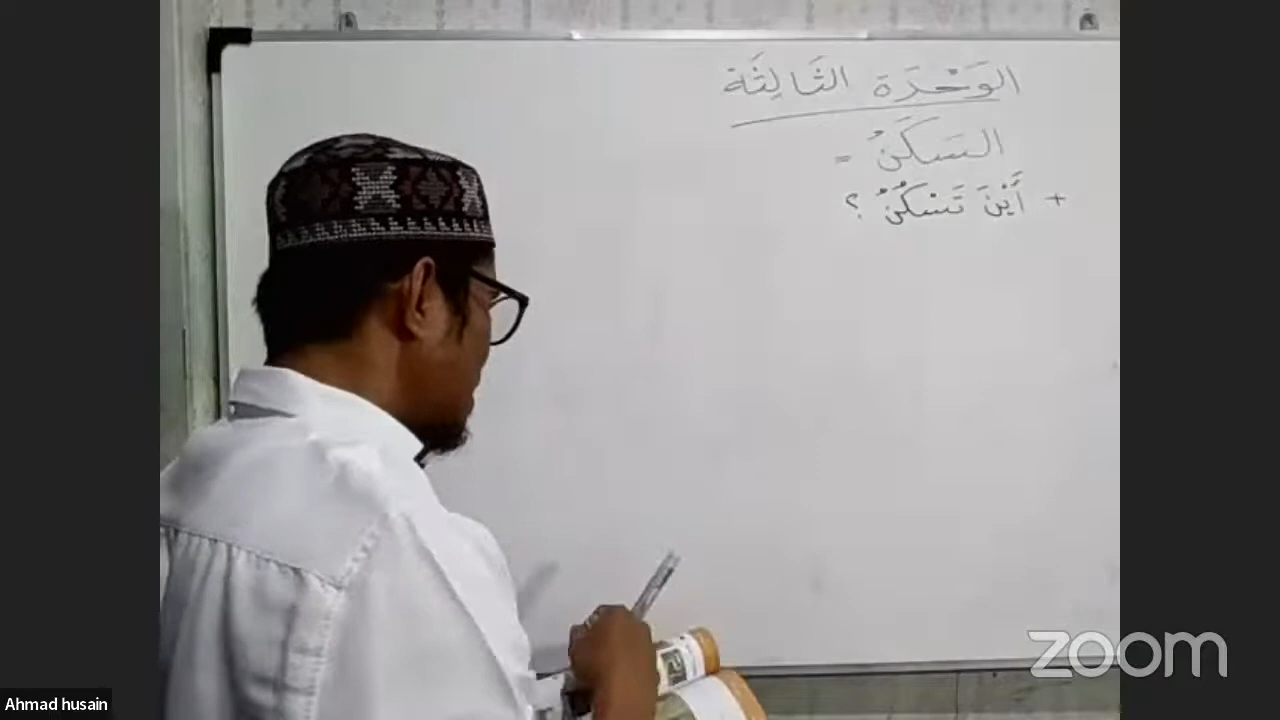 الوَحْدَة الثَالِثَة
السَكَنُ =
+ أَيْنَ تَسْكُنُ ؟
zoom
Ahmad husain